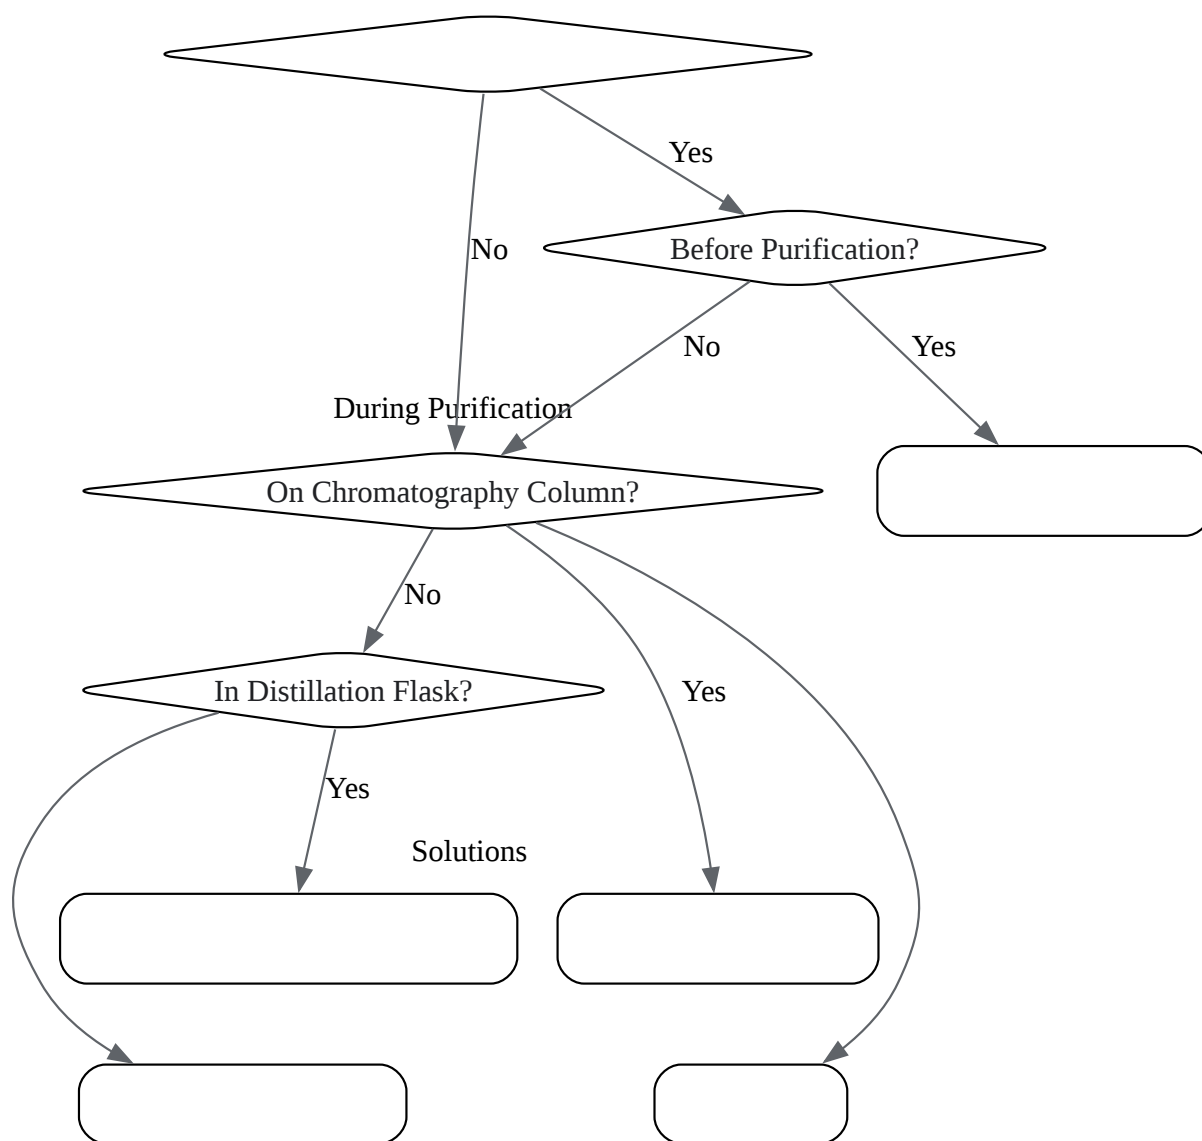 Yes
Before Purification?
No
No
Yes
During Purification
On Chromatography Column?
No
In Distillation Flask?
Yes
Yes
Solutions